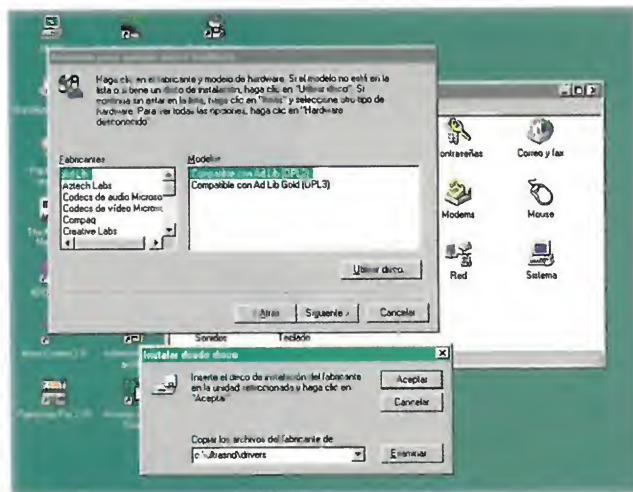 Haga clic en el fabricante y modelo de hardware. Si el modelo no está en la
lista o si tiene un disco de instalación, haga clic en "Utilizar disco". Si
continúa sin estar en la lista, haga clic en "Atrás" y seleccione otro tipo de
hardware. Para ver todas las opciones, haga clic en "Hardware
desconocido"
Fabricantes
Modelos
Ad Lib
Aztech Labs
Codecs de audio Microso
Codecs de vídeo Micros
Compaq
Creative Labs
Compatible con Ad Lib (OPL2)
Compatible con Ad Lib Gold (OPL3)
Utilizar disco...
< Atrás
Siguiente >
Cancelar
ontraseñas
Correo y fax
Modems
Mouse
Red
Sistema
Sonidos
Teclado
Instalar desde disco
Inserte el disco de instalación del fabricante
en la unidad seleccionada y haga clic en
"Acepta"
Aceptar
Cancelar
Copiar los archivos del fabricante de
c:\ultrasnd\drivers
Examinar